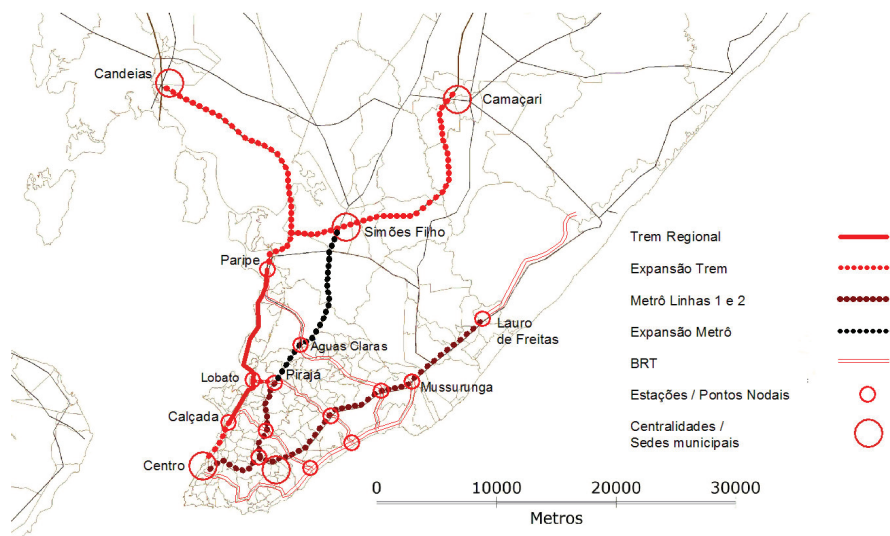 Candeias
Camaçari
Simões Filho
Paripe
Aguas Claras
Lauro
de Freitas
Lobato
Pirajá
Mussurunga
Calçada
Centro
Trem Regional
Expansão Trem
Metrô Linhas 1 e 2
Expansão Metrô
BRT
Estações / Pontos Nodais
Centralidades /
Sedes municipais
0 10000 20000 30000
Metros